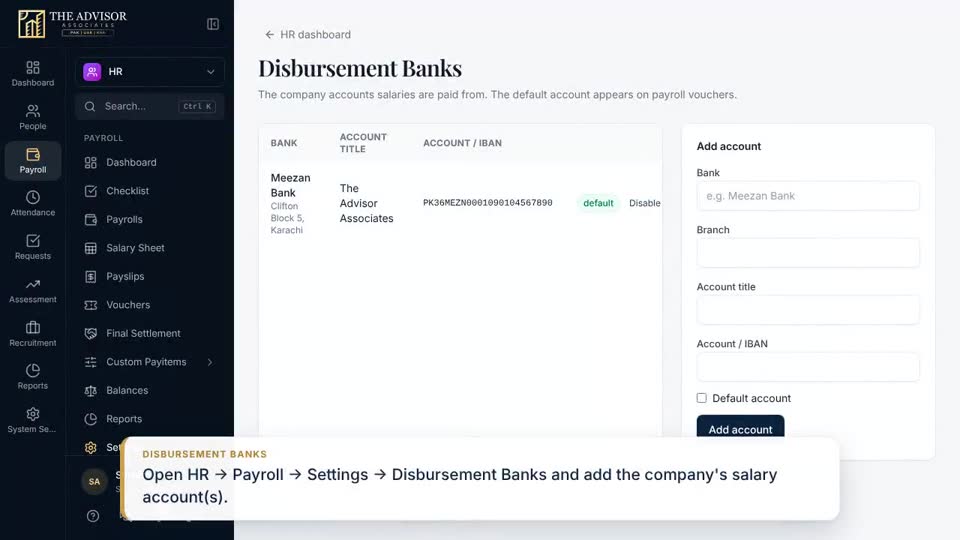 THE ADVISOR
ASSOCIATES
PAK | UAE | KSA
Dashboard
People
Payroll
Attendance
Requests
Assessment
Recruitment
Reports
System Se...
HR
Search...
Ctrl K
PAYROLL
Dashboard
Checklist
Payrolls
Salary Sheet
Payslips
Vouchers
Final Settlement
Custom Payitems
Balances
Reports
SA
← HR dashboard
Disbursement Banks
The company accounts salaries are paid from. The default account appears on payroll vouchers.
BANK
ACCOUNT
TITLE
ACCOUNT / IBAN
Meezan
Bank
Clifton
Block 5,
Karachi
The
Advisor
Associates
PK36MEZN0001090104567890
default
Disable
Add account
Bank
e.g. Meezan Bank
Branch
Account title
Account / IBAN
Default account
Add account
DISBURSEMENT BANKS
Open HR → Payroll → Settings → Disbursement Banks and add the company's salary
account(s).